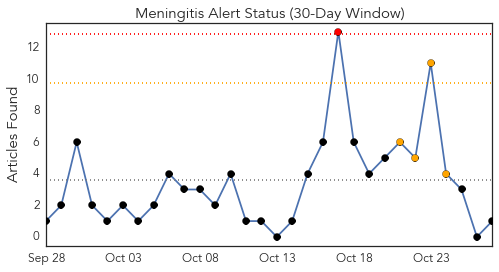 Meningitis Alert Status (30-Day Window)
Articles Found
12
10
8
6
4
2
0
Sep 28 Oct 03 Oct 08 Oct 13 Oct 18 Oct 23